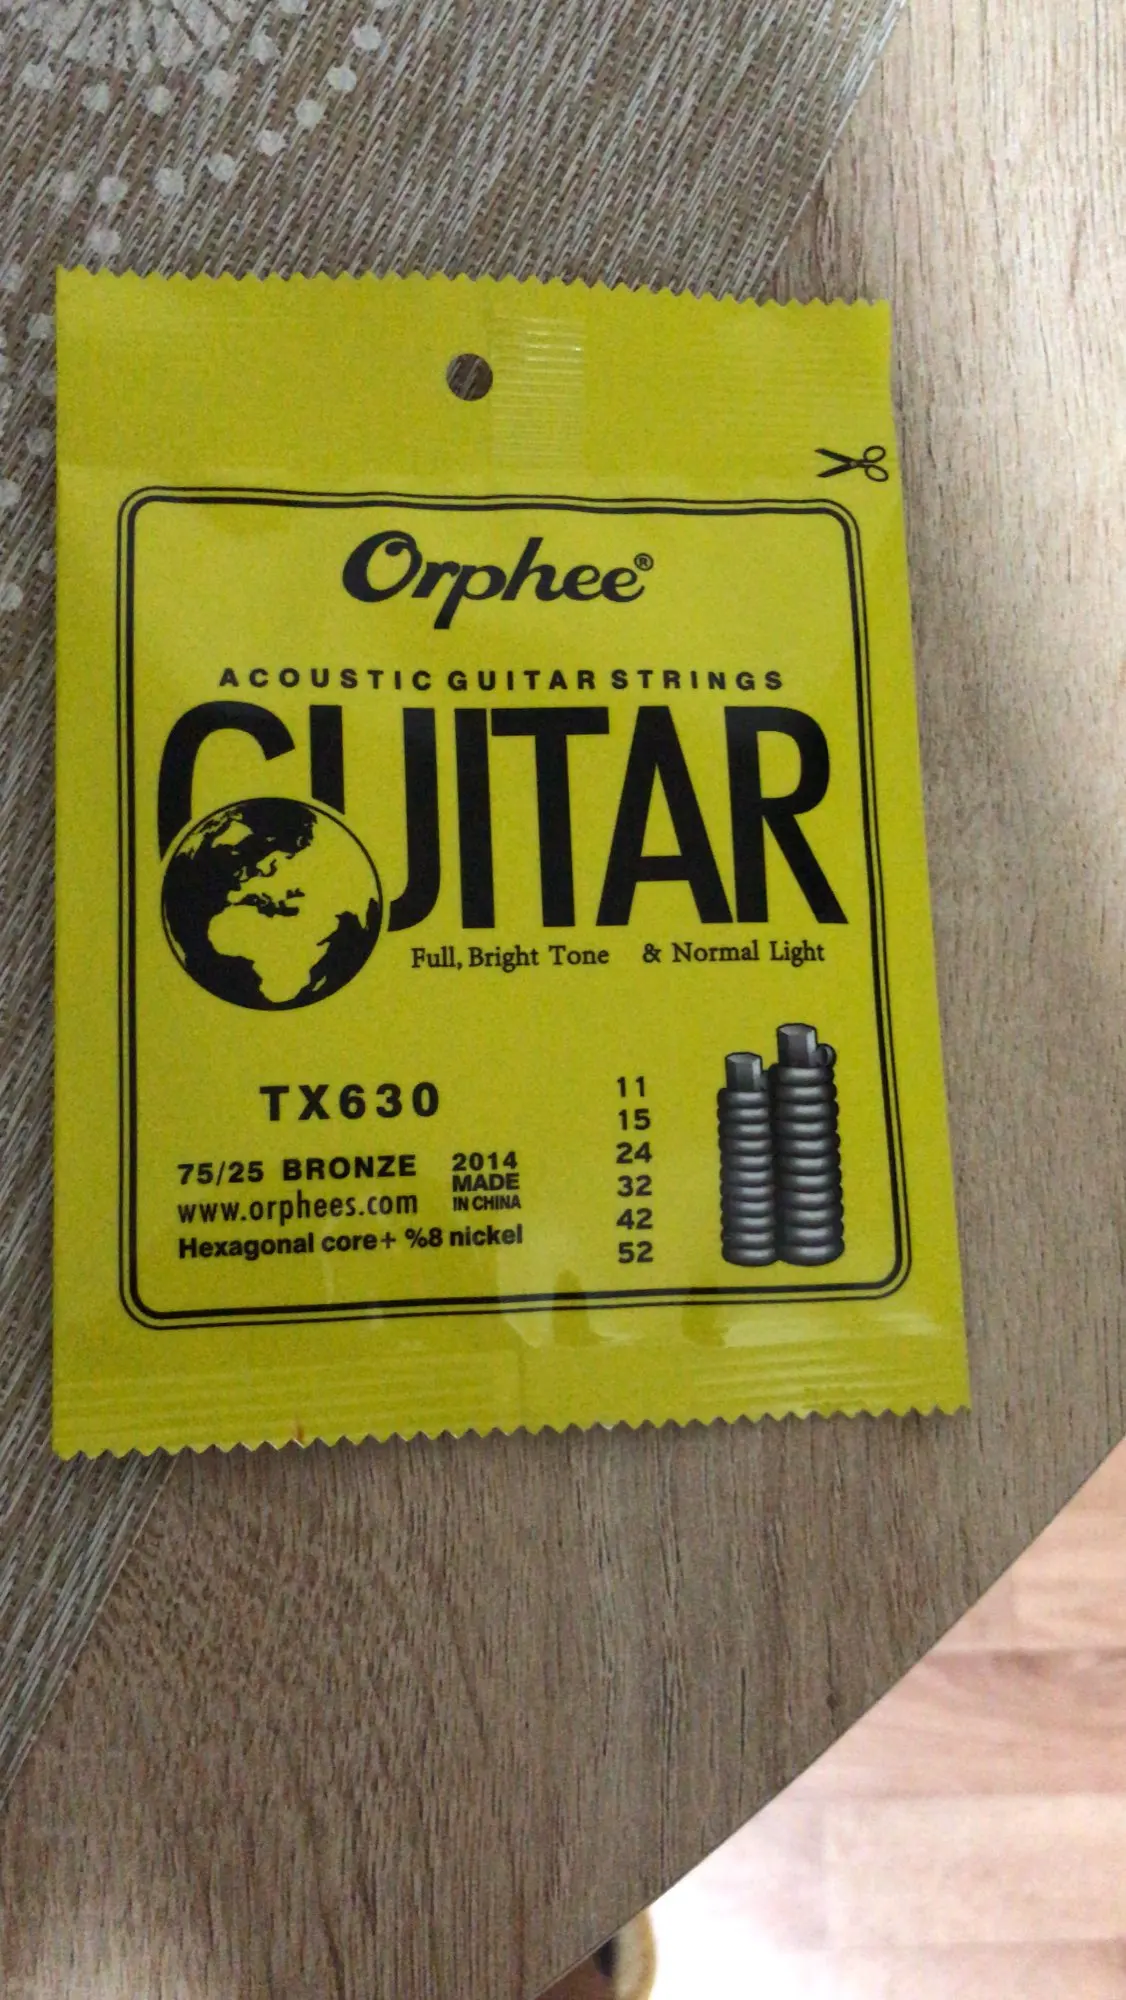 Orphee®
ACOUSTIC GUITAR STRINGS
GUITAR
Full, Bright Tone & Normal Light
TX630
75/25 BRONZE
www.orphees.com
Hexagonal core+ %8 nickel
2014
MADE
IN CHINA
11
15
24
32
42
52